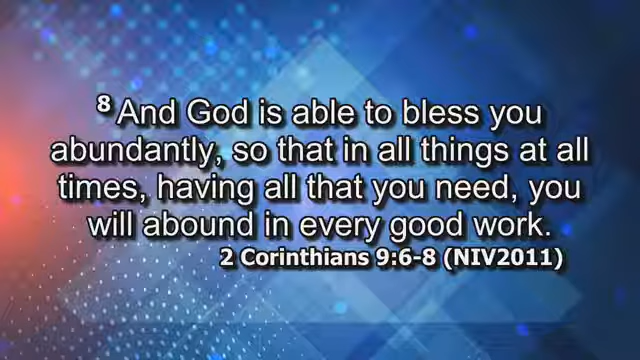 8 And God is able to bless you
abundantly, so that in all things at all
times, having all that you need, you
will abound in every good work.
2 Corinthians 9:6-8 (NIV2011)